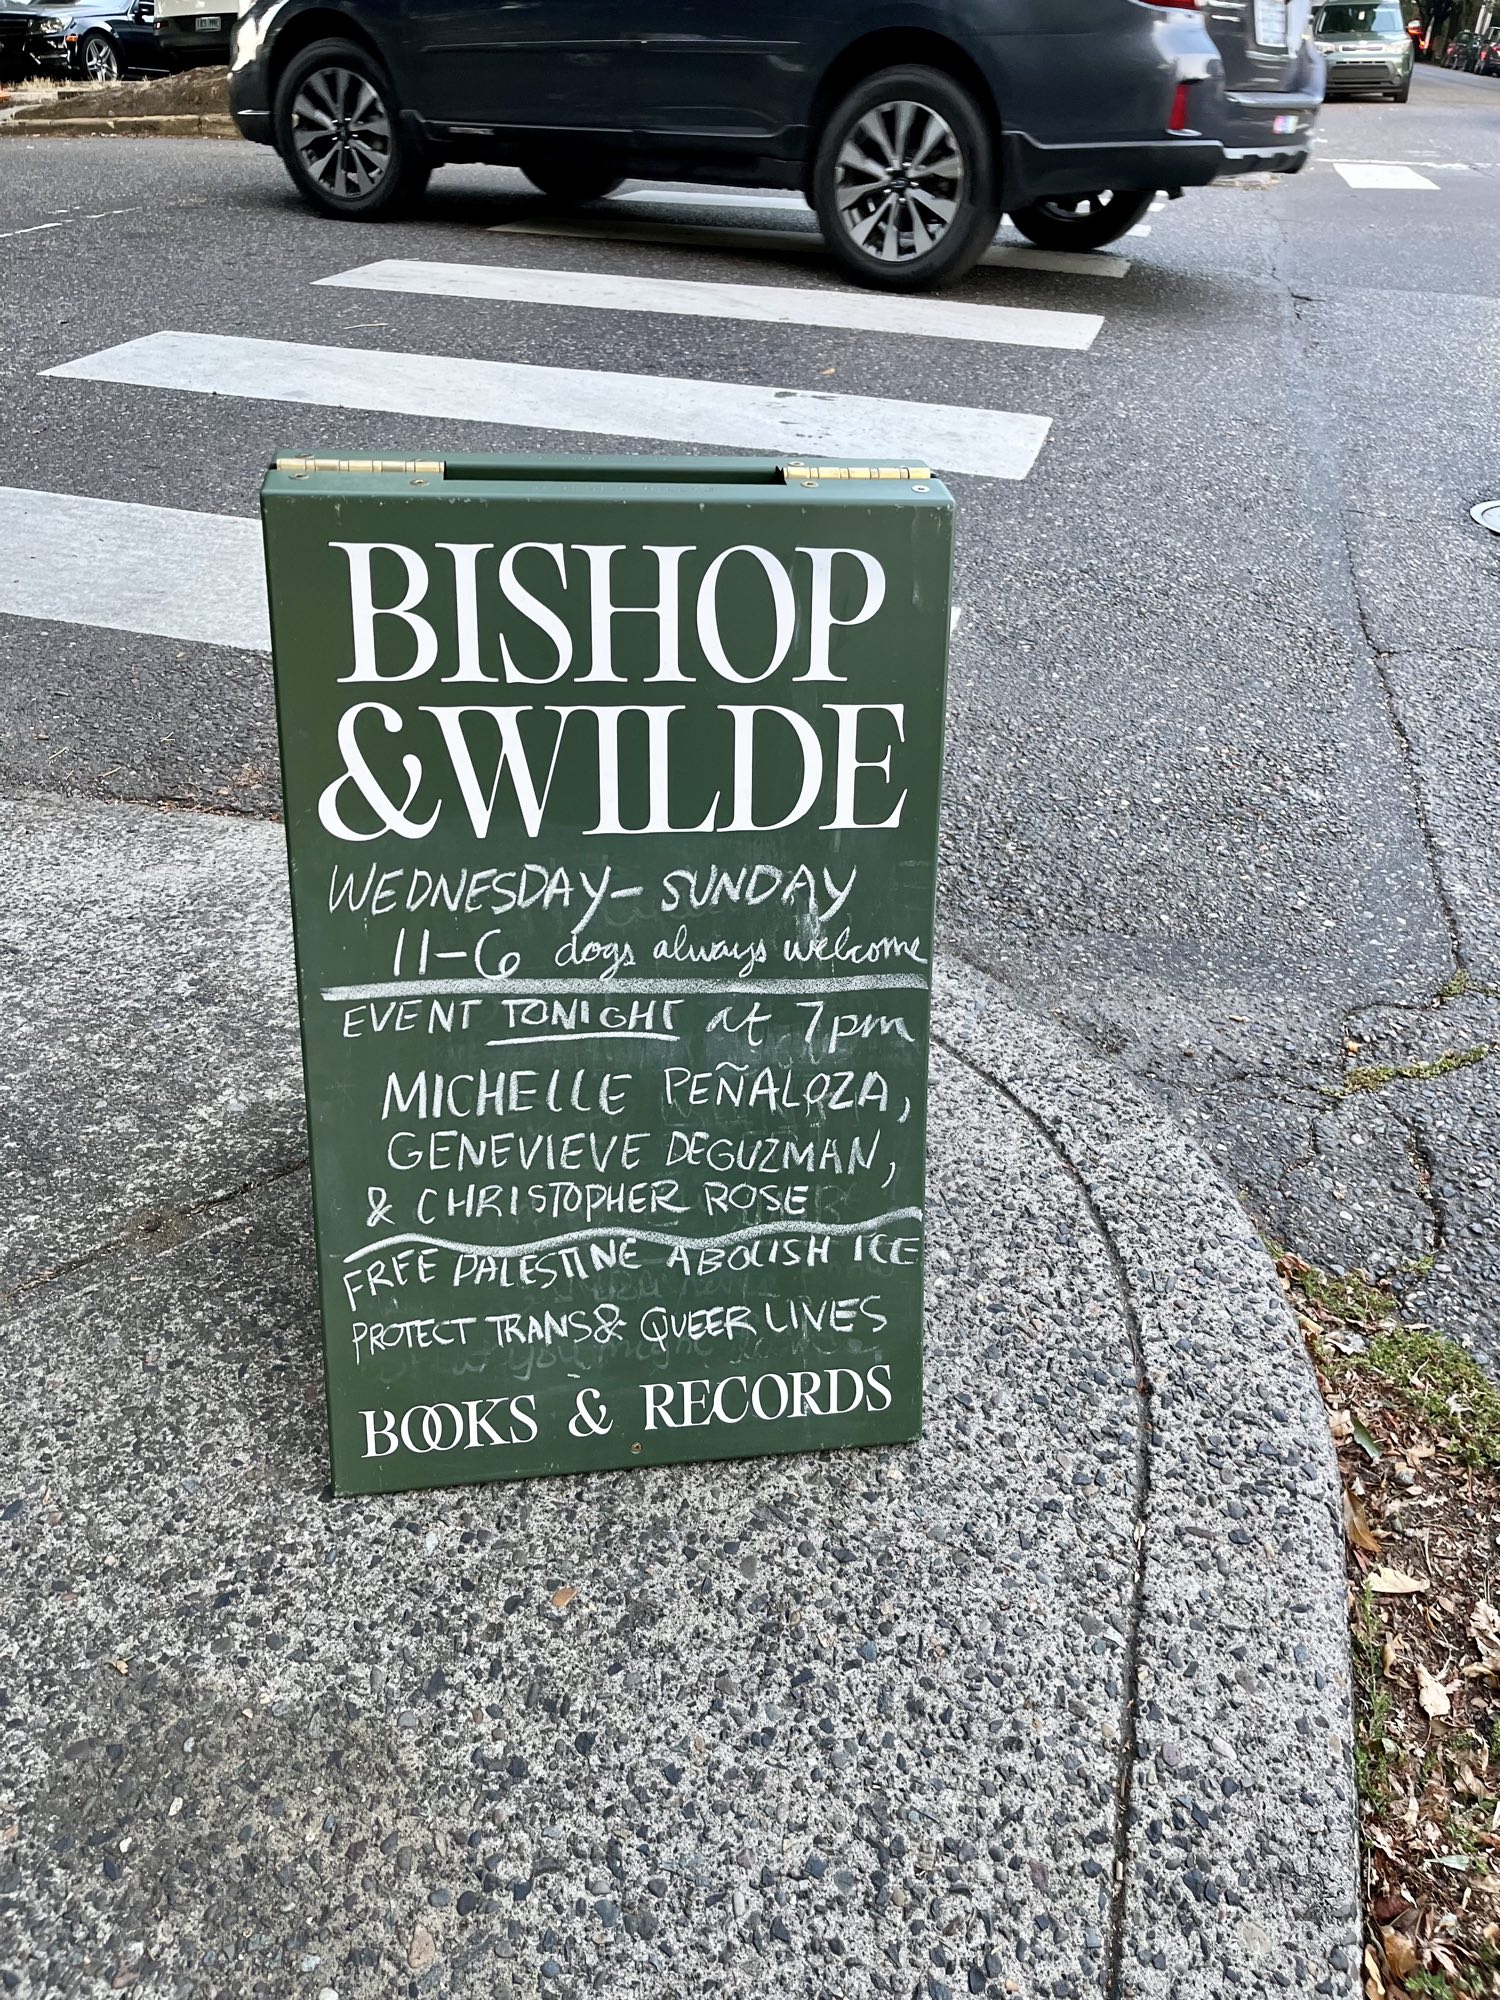 BISHOP
&WILDE
WEDNESDAY–SUNDAY
11–6 dogs always welcome
EVENT TONIGHT at 7pm
MICHELLE PEÑALOZA,
GENEVIEVE DEGUZMAN,
& CHRISTOPHER ROSE
FREE PALESTINE ABOLISH ICE
PROTECT TRANS & QUEER LIVES
BOOKS & RECORDS